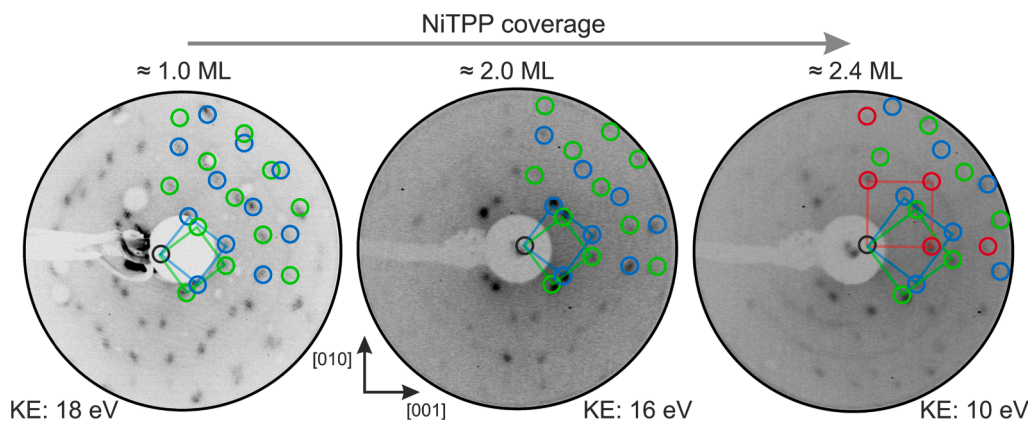 NiTPP coverage
≈ 1.0 ML
≈ 2.0 ML
≈ 2.4 ML
[010]
[001]
KE: 18 eV
KE: 16 eV
KE: 10 eV